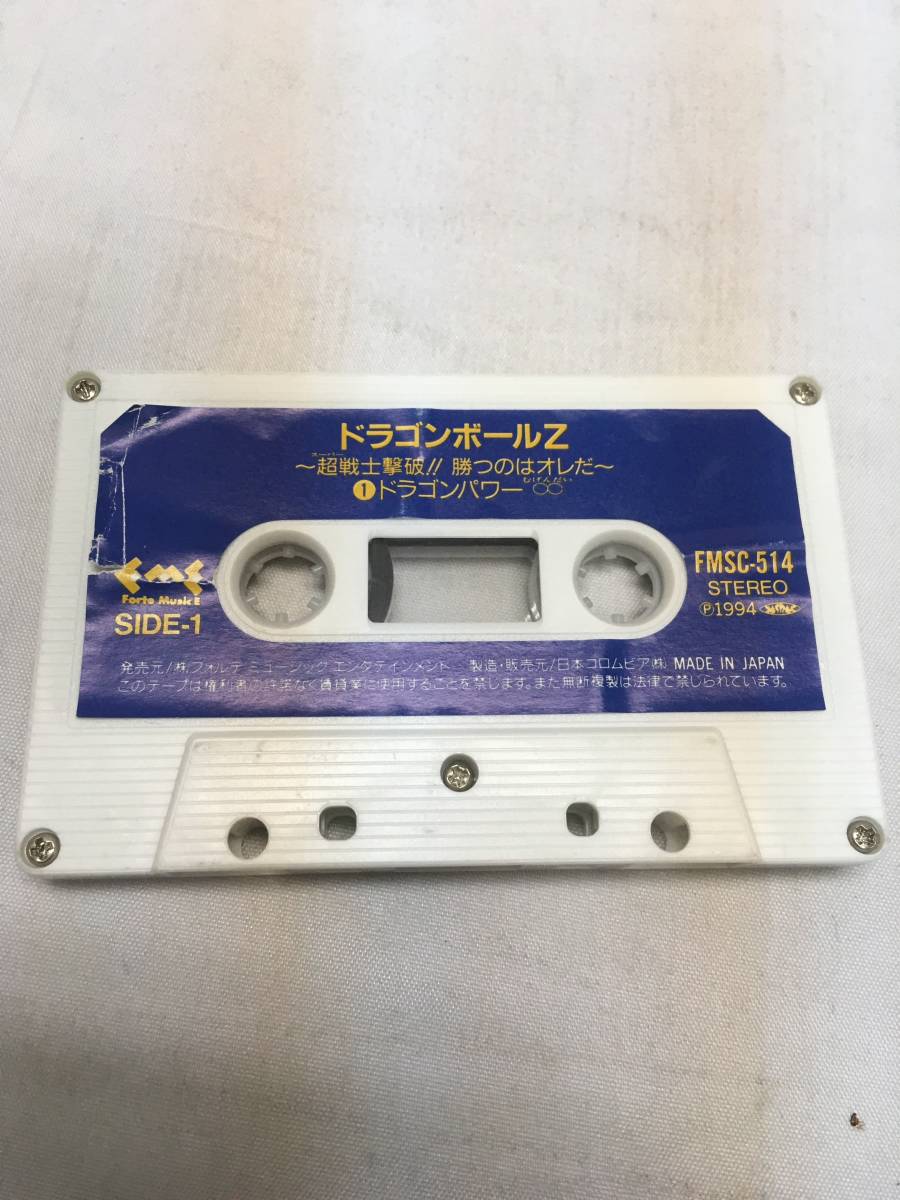 ドラゴンボールZ
スーパー
～超戦士撃破!! 勝つのはオレだ～
むげんだい
①ドラゴンパワー∞
FMC
Forte Music E
SIDE-1
FMSC-514
STEREO
Ⓟ1994
発売元/㈱フォルテ ミュージック エンタテインメント 製造・販売元/日本コロムビア㈱ MADE IN JAPAN
このテープは権利者の許諾なく賃貸業に使用することを禁じます。また無断複製は法律で禁じられています。